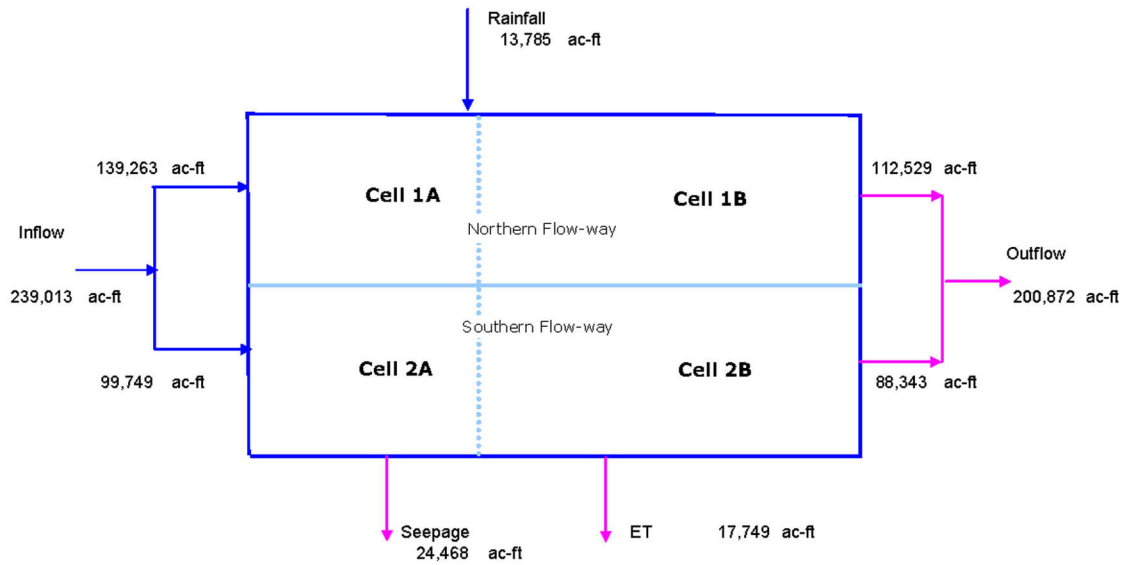 Rainfall
13,785 ac-ft
139,263 ac-ft
112,529 ac-ft
Cell 1A
Cell 1B
Northern Flow-way
Inflow
239,013 ac-ft
Outflow
200,872 ac-ft
Southern Flow-way
99,749 ac-ft
Cell 2A
Cell 2B
88,343 ac-ft
Seepage
24,468 ac-ft
ET 17,749 ac-ft